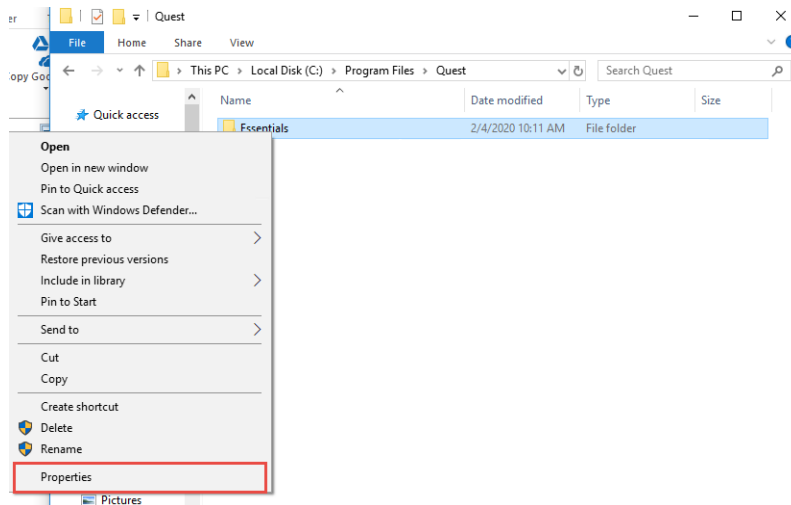 er
Quest
File Home Share View
opy Goo
This PC > Local Disk (C:) > Program Files > Quest
Search Quest
Name Date modified Type Size
Quick access
Essentials 2/4/2020 10:11 AM File folder
Open
Open in new window
Pin to Quick access
Scan with Windows Defender...
Give access to
Restore previous versions
Include in library
Pin to Start
Send to
Cut
Copy
Create shortcut
Delete
Rename
Properties
Pictures